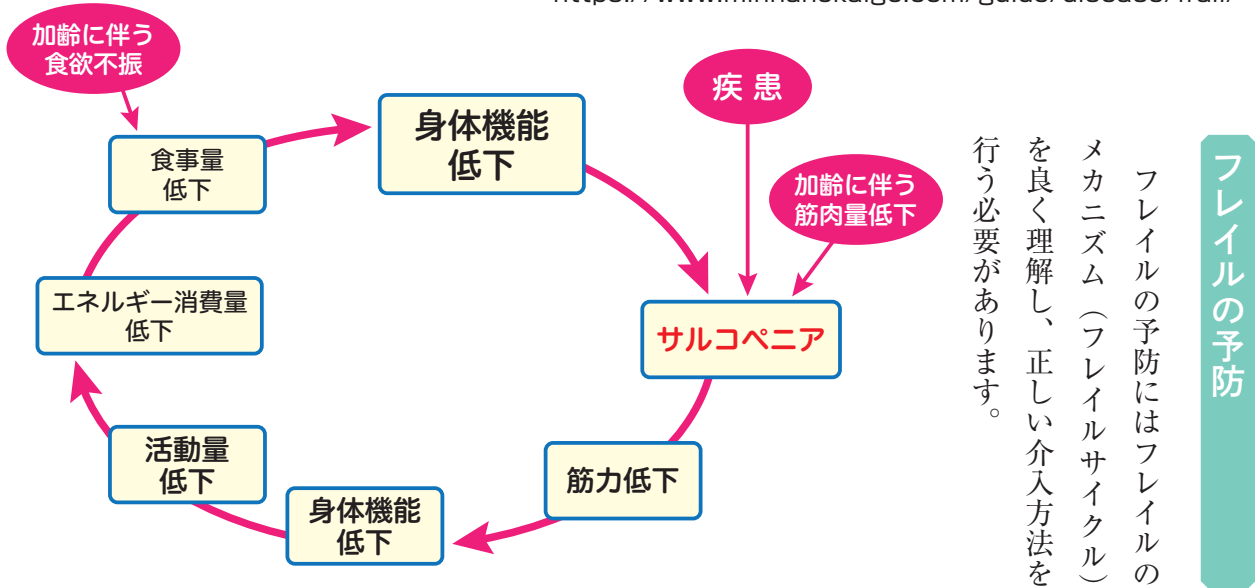 加齢に伴う
食欲不振
食事量
低下
身体機能
低下
疾 患
加齢に伴う
筋肉量低下
サルコペニア
筋力低下
身体機能
低下
活動量
低下
エネルギー消費量
低下
フレイルの予防
フレイルの予防にはフレイルの
メカニズム（フレイルサイクル）
を良く理解し、正しい介入方法を
行う必要があります。